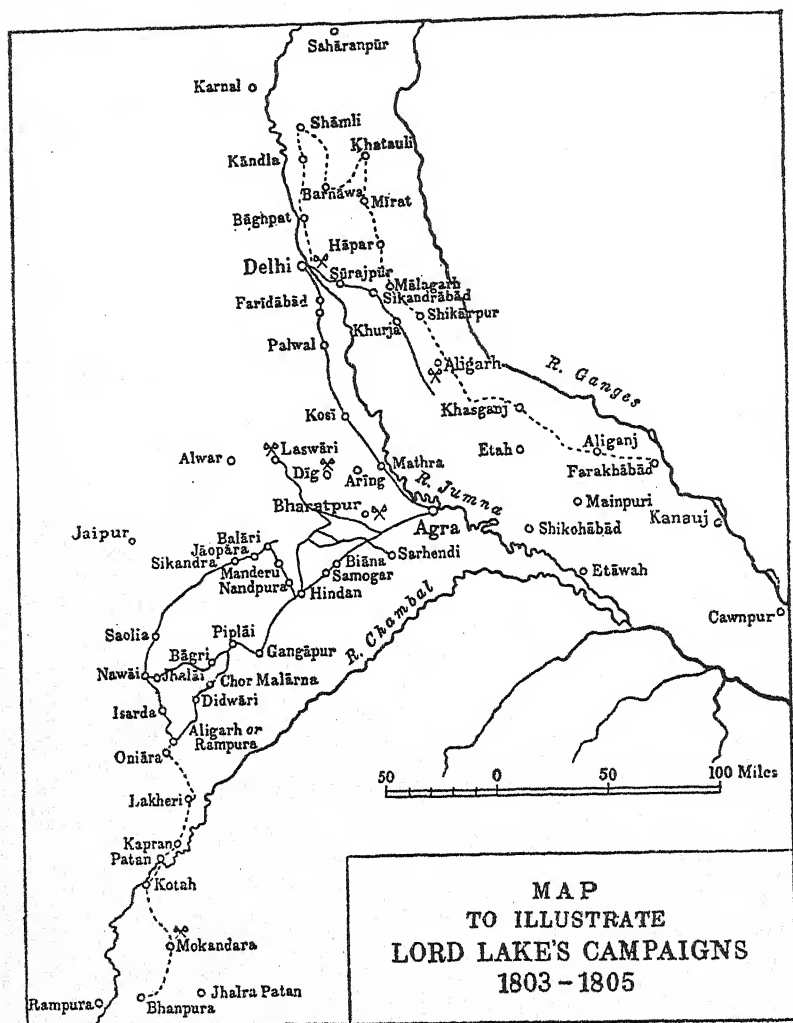 Sahāranpūr
Karnal
Shāmli
Khatauli
Kāndla
Barnāwa
Mīrat
Bāghpat
Hāpar
Delhi
Sūrajpūr
Mālagarh
Sikandrābād
Farīdābād
Shikārpur
Khurja
Palwal
Aligarh
R. Ganges
Khasganj
Kosī
Etah
Aliganj
Alwar
Laswāri
Mathra
Farakhābād
Dīg
Arīng
R. Jumna
Mainpuri
Bharatpur
Agra
Kanauj
Jaipur
Shikohābād
Balāri
Jāopāra
Sarhendi
Sikandra
Manderu
Biāna
Samogar
Etāwah
Nandpura
Hindan
R. Chambal
Cawnpur
Saolia
Piplāi
Bāgri
Gangāpur
Nawāi
Jhalāi
Chor Malārna
Isarda
Didwāri
Aligarh or
Rampura
Oniāra
50 0 50 100 Miles
Lakheri
Kapran
Patan
Kotah
Mokandara
Jhalra Patan
Rampura
Bhanpura
MAP
TO ILLUSTRATE
LORD LAKE'S CAMPAIGNS
1803-1805